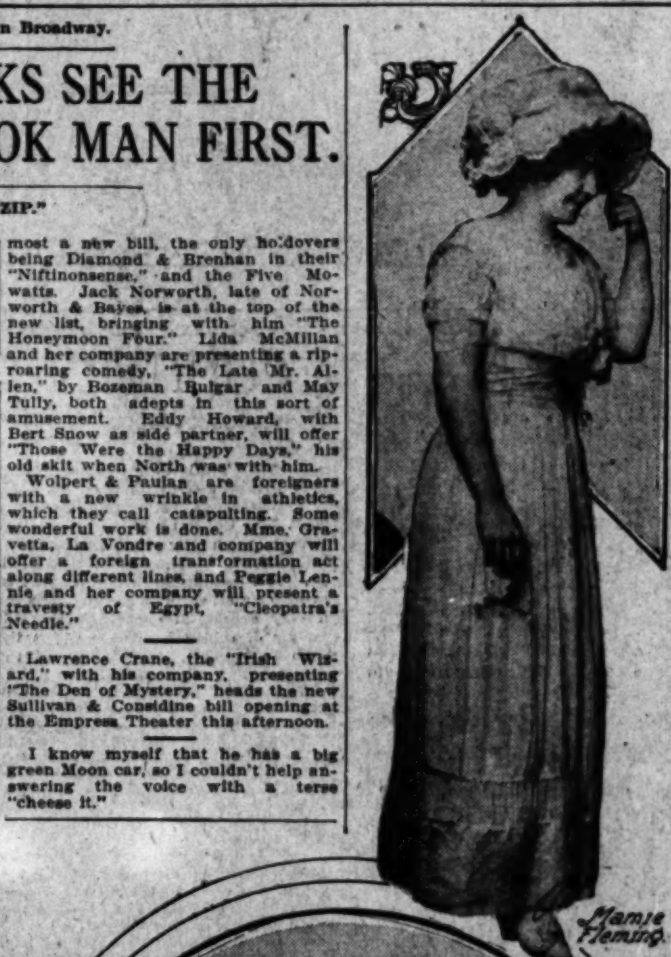 n Broadway.
KS SEE THE
OK MAN FIRST.
ZIP."
most a new bill, the only holdovers
being Diamond & Brenhan in their
"Niftinonsense," and the Five Mo-
watts. Jack Norworth, late of Nor-
worth & Bayes, is at the top of the
new list, bringing with him "The
Honeymoon Four." Lida McMillan
and her company are presenting a rip-
roaring comedy, "The Late Mr. Al-
len," by Bozeman Bulgar and May
Tully, both adepts in this sort of
amusement. Eddy Howard, with
Bert Snow as side partner, will offer
"Those Were the Happy Days," his
old skit when North was with him.
Wolpert & Paulan are foreigners
with a new wrinkle in athletics,
which they call catapulting. Some
wonderful work is done. Mme. Gra-
vetta, La Vondre and company will
offer a foreign transformation act
along different lines, and Peggie Len-
nie and her company will present a
travesty of Egypt, "Cleopatra's
Needle."
Lawrence Crane, the "Irish Wiz-
ard," with his company, presenting
"The Den of Mystery," heads the new
Sullivan & Considine bill opening at
the Empress Theater this afternoon.
I know myself that he has a big
green Moon car, so I couldn't help an-
swering the voice with a terse
"cheese it."
Mamie
Fleming.